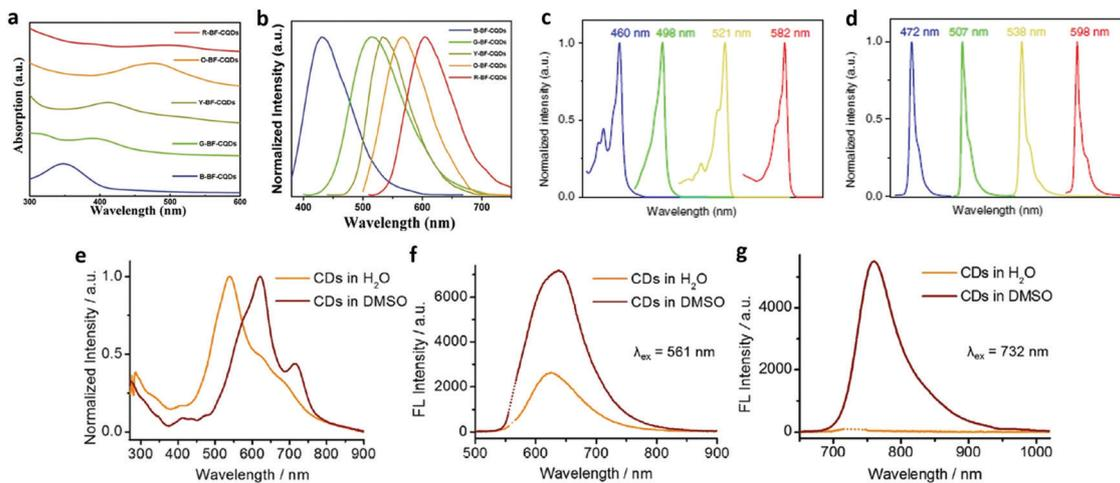 a
R-BF-CQDs
O-BF-CQDs
Y-BF-CQDs
G-BF-CQDs
B-BF-CQDs
Absorption (a.u.)
300 400 500 600
Wavelength (nm)
b
B-BF-CQDs
G-BF-CQDs
Y-BF-CQDs
O-BF-CQDs
R-BF-CQDs
Normalized Intensity (a.u.)
400 500 600 700
Wavelength (nm)
c
460 nm 498 nm 521 nm 582 nm
1.0
0.5
0.0
Normalized intensity (a.u.)
Wavelength (nm)
d
472 nm 507 nm 538 nm 598 nm
1.0
0.5
0.0
Normalized intensity (a.u.)
Wavelength (nm)
e
CDs in H₂O
CDs in DMSO
1.0
0.5
0.0
Normalized Intensity / a.u.
300 400 500 600 700 800 900
Wavelength / nm
f
CDs in H₂O
CDs in DMSO
λex = 561 nm
6000
4000
2000
0
FL Intensity / a.u.
500 600 700 800 900
Wavelength / nm
g
CDs in H₂O
CDs in DMSO
λex = 732 nm
4000
2000
0
FL Intensity / a.u.
700 800 900 1000
Wavelength / nm